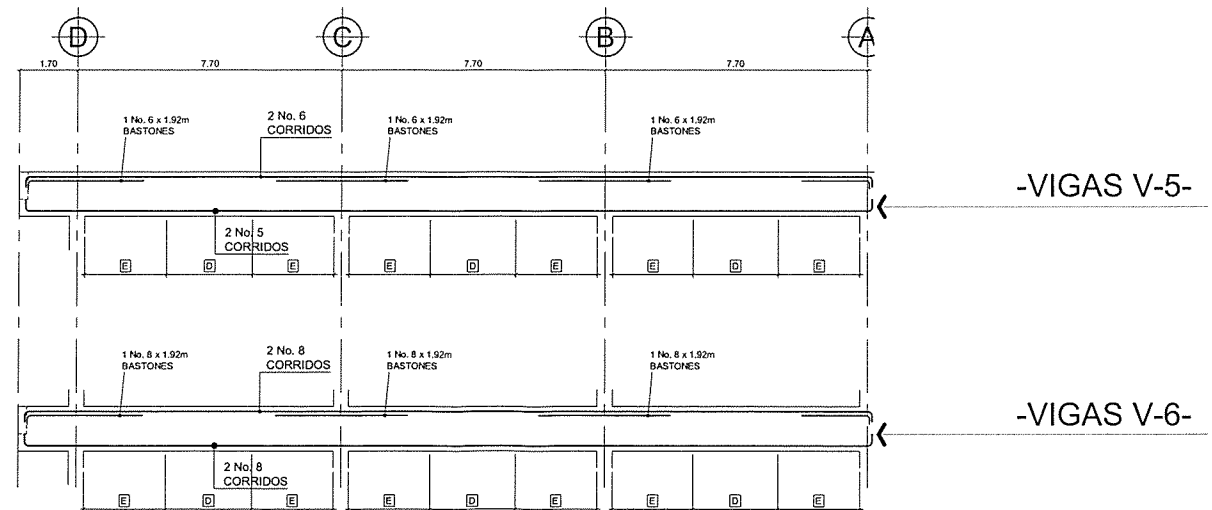 D C B A
1.70 7.70 7.70 7.70
1 No. 6 x 1.92m
BASTONES
2 No. 6
CORRIDOS
1 No. 6 x 1.92m
BASTONES
1 No. 6 x 1.92m
BASTONES
-VIGAS V-5-
2 No. 5
CORRIDOS
E D E E D E E D E
1 No. 8 x 1.92m
BASTONES
2 No. 8
CORRIDOS
1 No. 8 x 1.92m
BASTONES
1 No. 8 x 1.92m
BASTONES
-VIGAS V-6-
2 No. 8
CORRIDOS
E D E E D E E D E